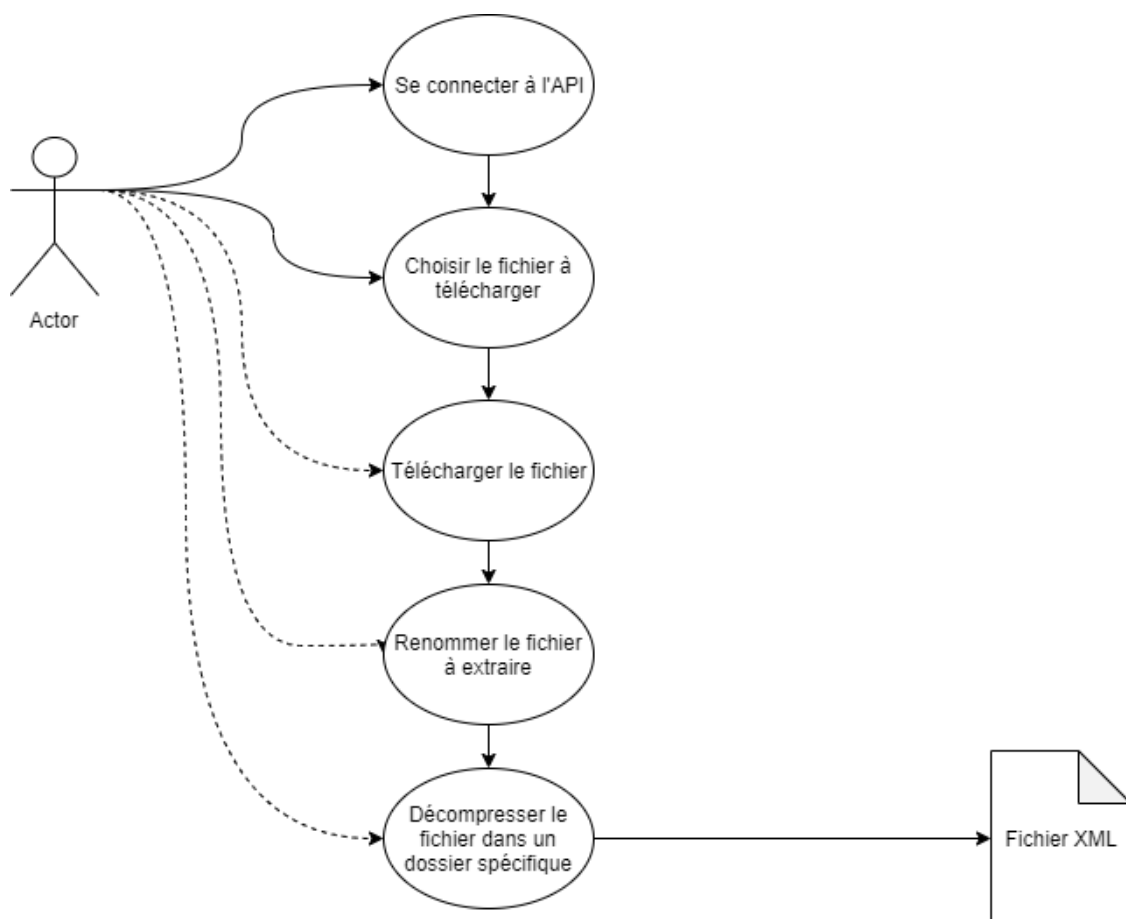 Se connecter à l'API
Actor
Choisir le fichier à
télécharger
Télécharger le fichier
Renommer le fichier
à extraire
Décompresser le
fichier dans un
dossier spécifique
Fichier XML